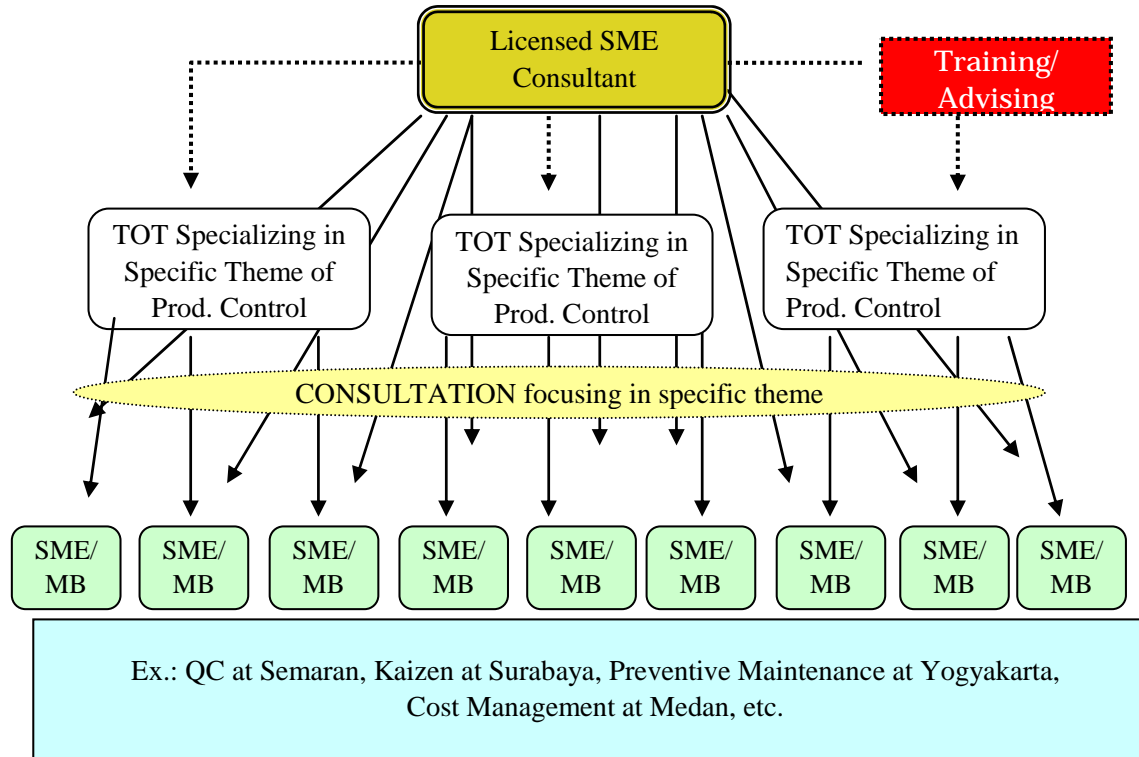 Licensed SME
Consultant
Training/
Advising
TOT Specializing in
Specific Theme of
Prod. Control
TOT Specializing in
Specific Theme of
Prod. Control
TOT Specializing in
Specific Theme of
Prod. Control
CONSULTATION focusing in specific theme
SME/
MB
SME/
MB
SME/
MB
SME/
MB
SME/
MB
SME/
MB
SME/
MB
SME/
MB
SME/
MB
Ex.: QC at Semaran, Kaizen at Surabaya, Preventive Maintenance at Yogyakarta,
Cost Management at Medan, etc.